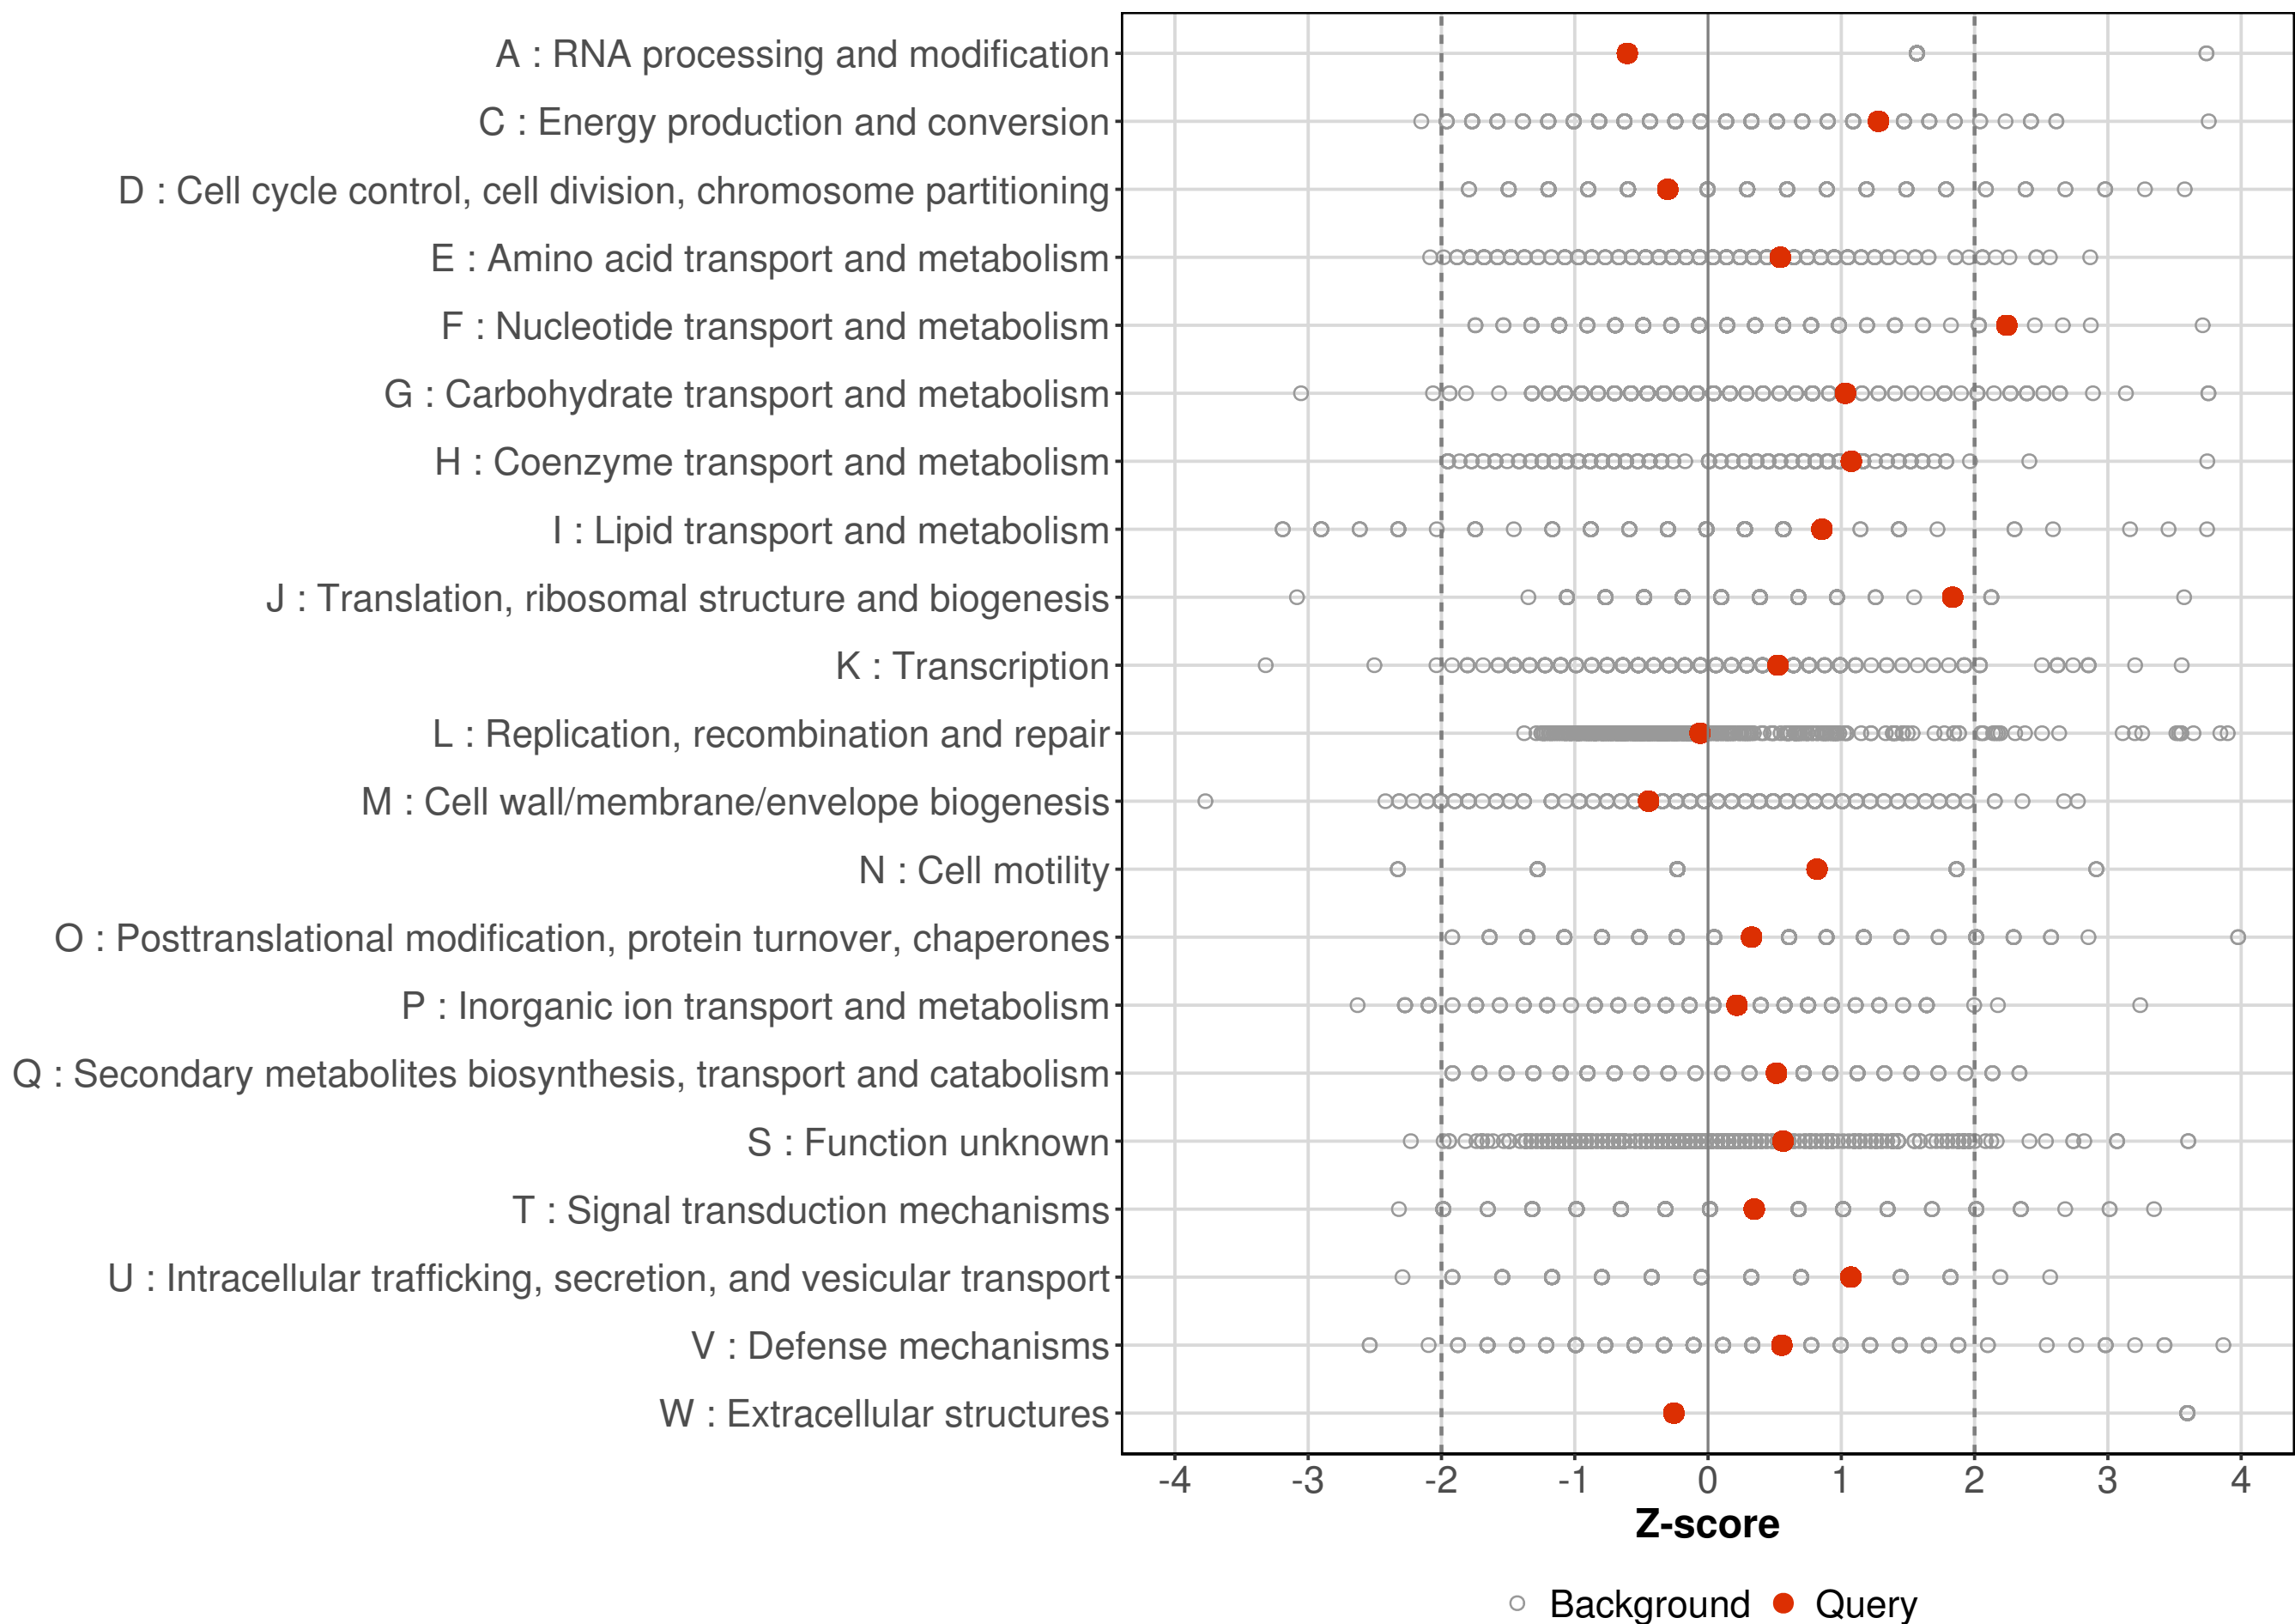 A : RNA processing and modification
C : Energy production and conversion
D : Cell cycle control, cell division, chromosome partitioning
E : Amino acid transport and metabolism
F : Nucleotide transport and metabolism
G : Carbohydrate transport and metabolism
H : Coenzyme transport and metabolism
I : Lipid transport and metabolism
J : Translation, ribosomal structure and biogenesis
K : Transcription
L : Replication, recombination and repair
M : Cell wall/membrane/envelope biogenesis
N : Cell motility
O : Posttranslational modification, protein turnover, chaperones
P : Inorganic ion transport and metabolism
Q : Secondary metabolites biosynthesis, transport and catabolism
S : Function unknown
T : Signal transduction mechanisms
U : Intracellular trafficking, secretion, and vesicular transport
V : Defense mechanisms
W : Extracellular structures
-4 -3 -2 -1 0 1 2 3 4
Z-score
Background Query